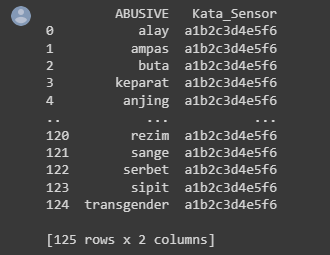 ABUSIVE Kata_Sensor
0 alay a1b2c3d4e5f6
1 ampas a1b2c3d4e5f6
2 buta a1b2c3d4e5f6
3 keparat a1b2c3d4e5f6
4 anjing a1b2c3d4e5f6
.. ... ...
120 rezim a1b2c3d4e5f6
121 sange a1b2c3d4e5f6
122 serbet a1b2c3d4e5f6
123 sipit a1b2c3d4e5f6
124 transgender a1b2c3d4e5f6
[125 rows x 2 columns]